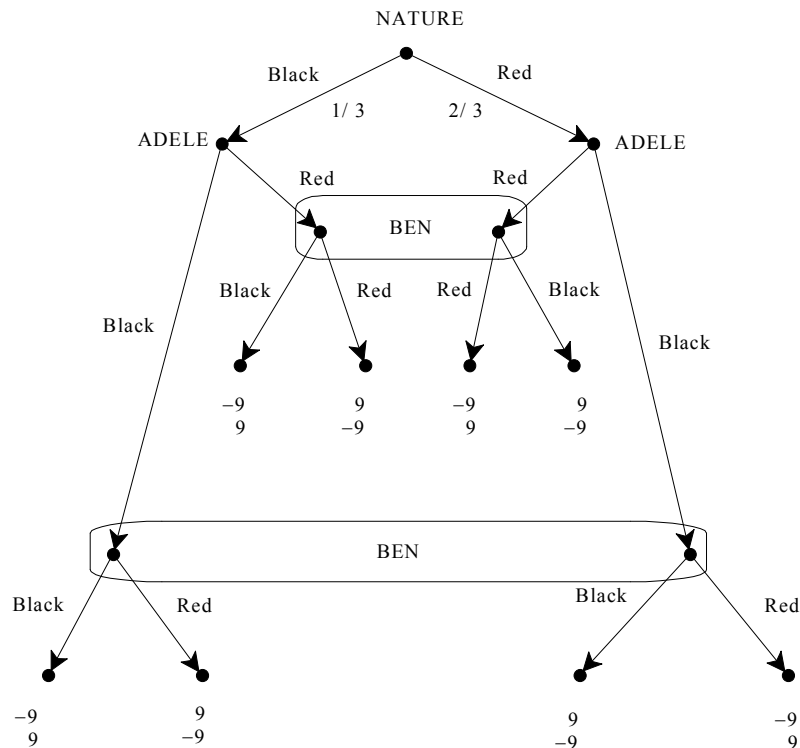 NATURE
Black Red
1/ 3 2/ 3
ADELE ADELE
Red Red
BEN
Black Red Red Black
Black Black
−9 9 −9 9
9 −9 9 −9
BEN
Black Red Black Red
−9 9 9 −9
9 −9 −9 9